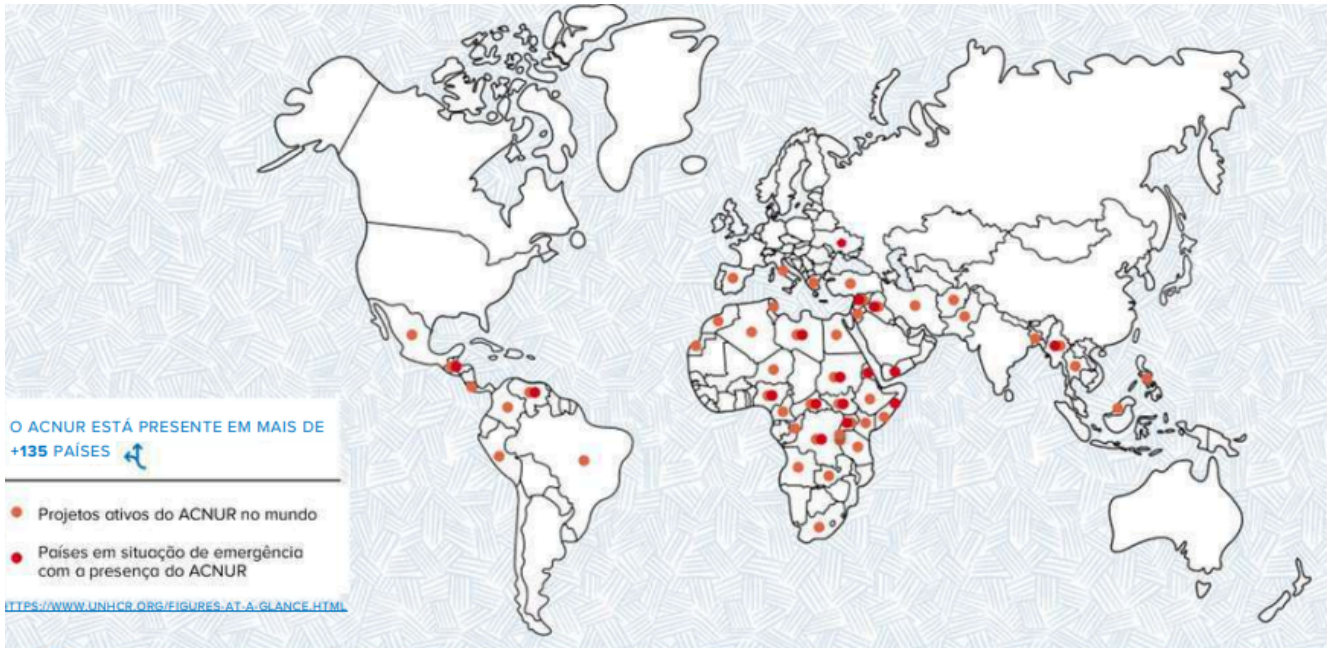 O ACNUR ESTÁ PRESENTE EM MAIS DE
+135 PAÍSES
Projetos ativos do ACNUR no mundo
Países em situação de emergência
com a presença do ACNUR
HTTPS://WWW.UNHCR.ORG/FIGURES-AT-A-GLANCE.HTML